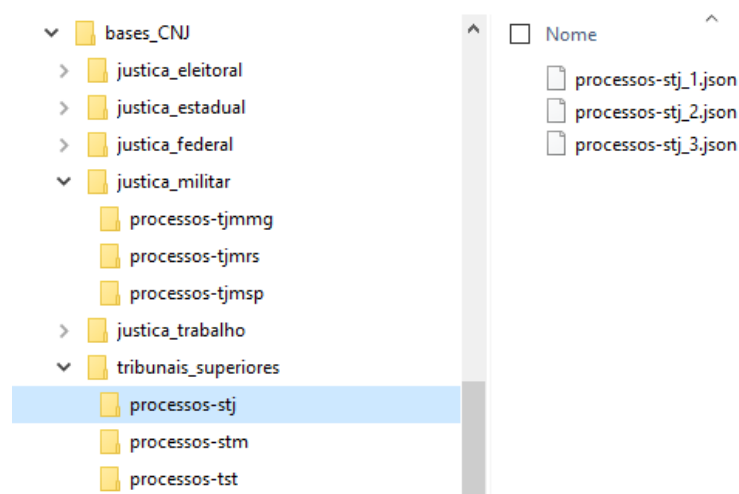 bases_CNJ
justica_eleitoral
justica_estadual
justica_federal
justica_militar
processos-tjmmg
processos-tjmrs
processos-tjmsp
justica_trabalho
tribunais_superiores
processos-stj
processos-stm
processos-tst
Nome
processos-stj_1.json
processos-stj_2.json
processos-stj_3.json